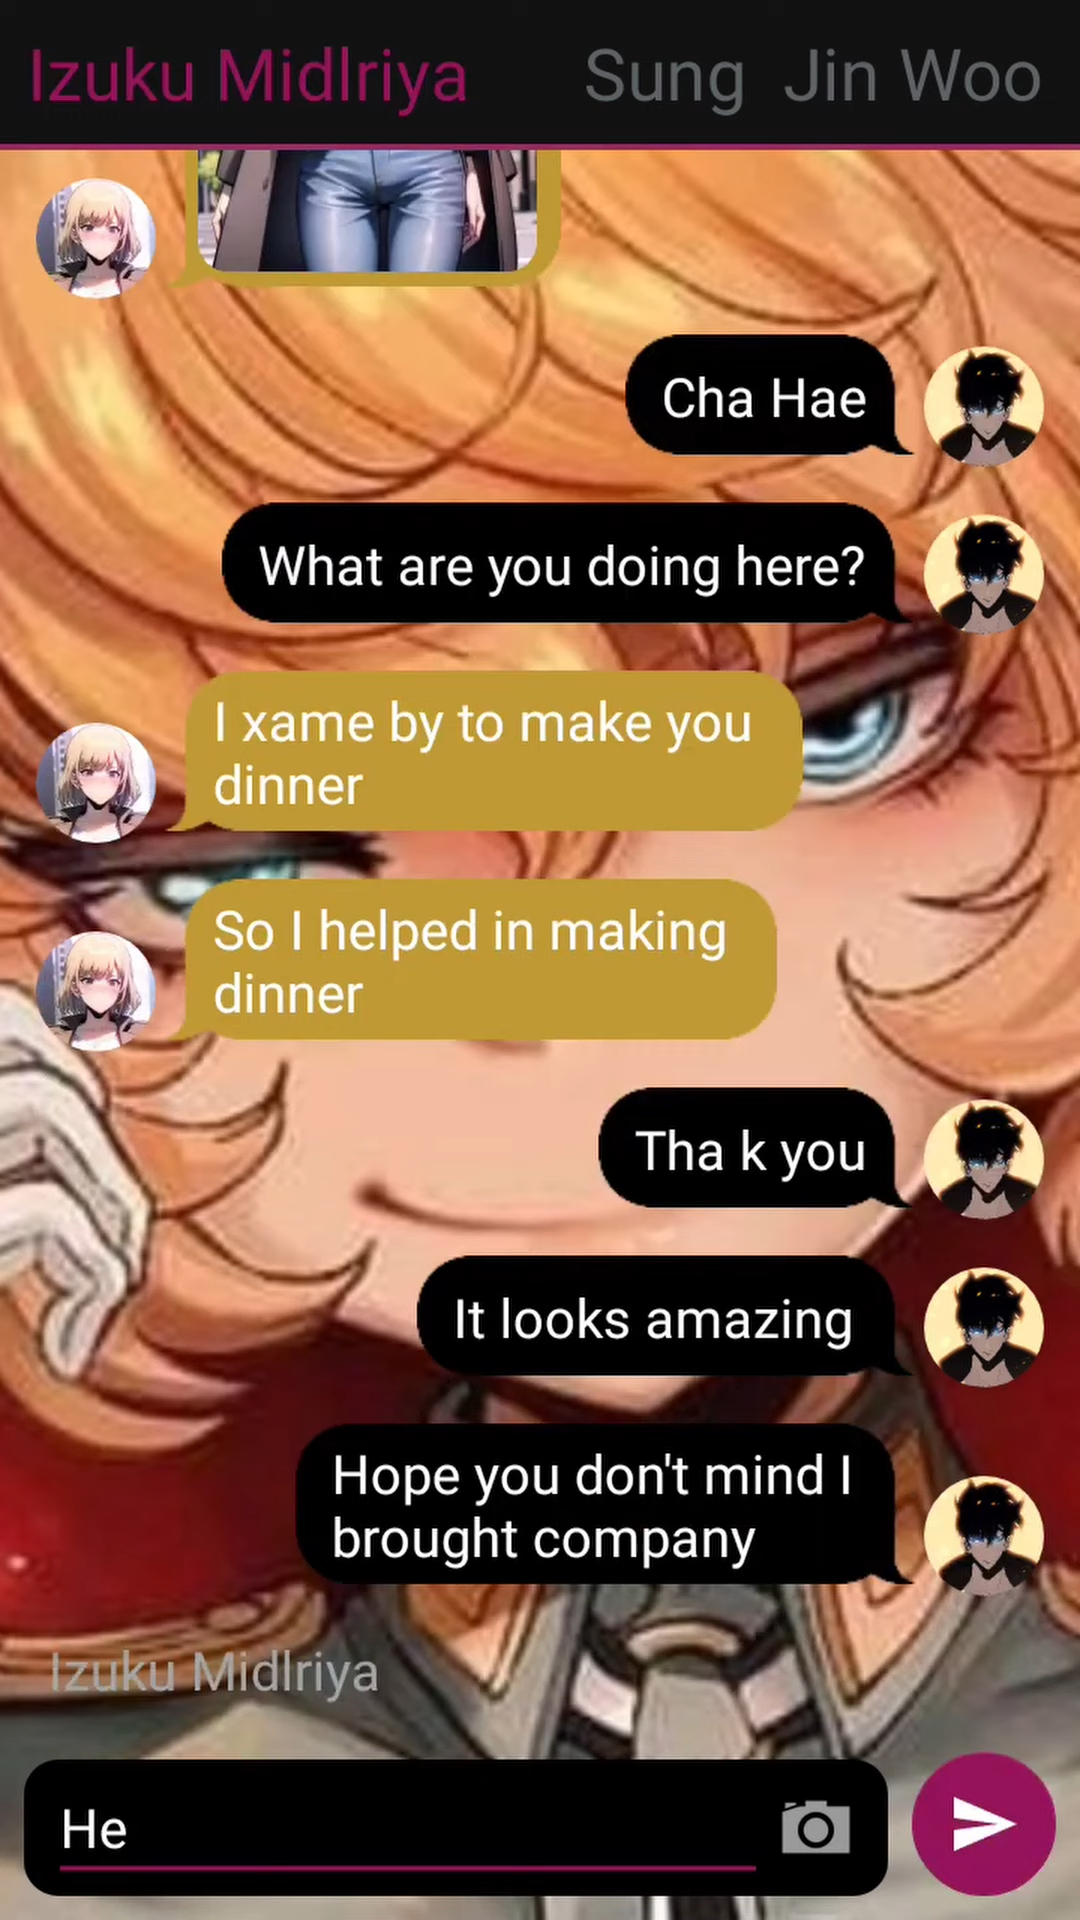 Izuku Midlriya Sung Jin Woo
Cha Hae
What are you doing here?
I xame by to make you
dinner
So I helped in making
dinner
Tha k you
It looks amazing
Hope you don't mind I
brought company
Izuku Midlriya
He